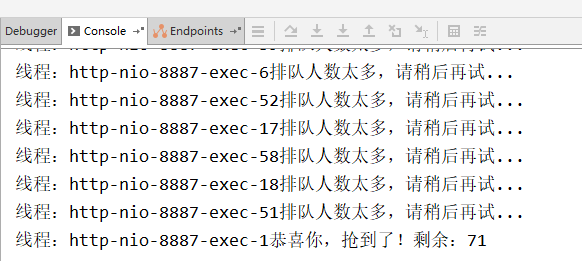 Debugger Console Endpoints
线程：http-nio-8887-exec-6排队人数太多，请稍后再试...
线程：http-nio-8887-exec-52排队人数太多，请稍后再试...
线程：http-nio-8887-exec-17排队人数太多，请稍后再试...
线程：http-nio-8887-exec-58排队人数太多，请稍后再试...
线程：http-nio-8887-exec-18排队人数太多，请稍后再试...
线程：http-nio-8887-exec-51排队人数太多，请稍后再试...
线程：http-nio-8887-exec-1恭喜你，抢到了！剩余：71